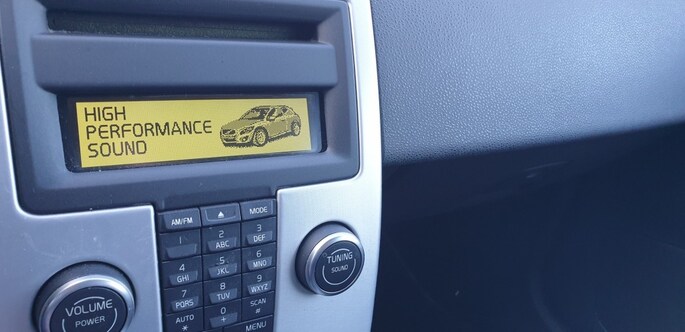 HIGH
PERFORMANCE
SOUND
AM/FM MODE
1 2 ABC 3 DEF
4 GHI 5 JKL 6 MNO
7 PQRS 8 TUV 9 WXYZ
AUTO * 0 + SCAN #
MENU
VOLUME
POWER
TUNING
SOUND